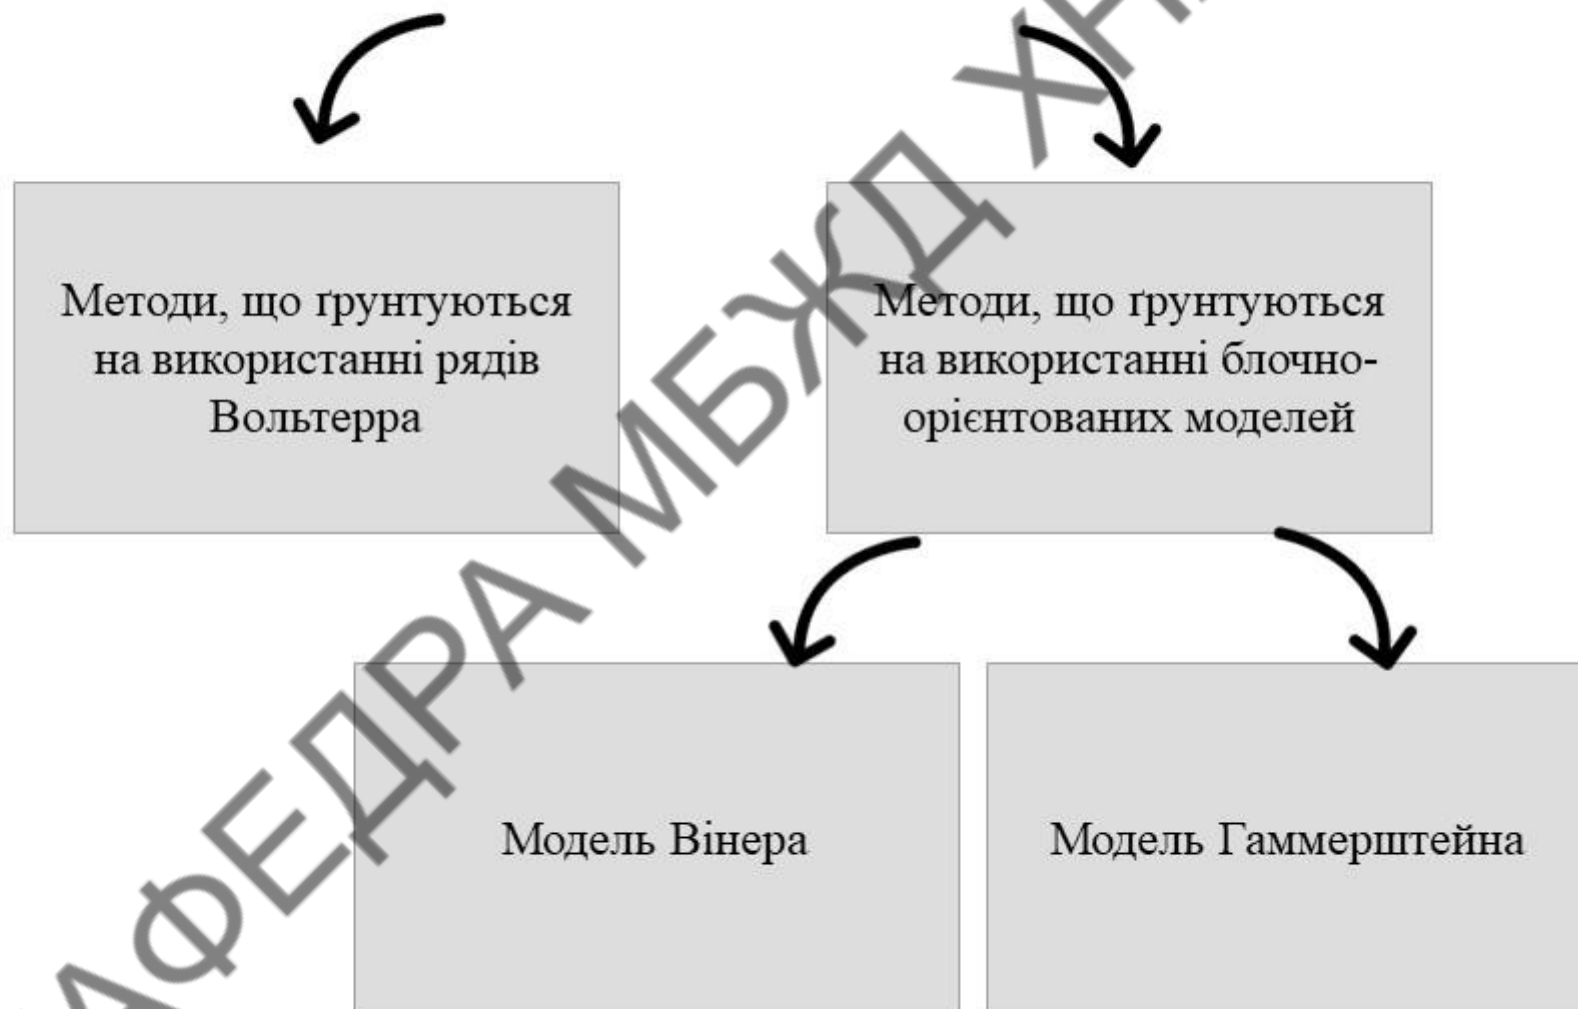 Методи, що ґрунтуються
на використанні рядів
Вольтерра
Методи, що ґрунтуються
на використанні блочно-
орієнтованих моделей
Модель Вінера
Модель Гаммерштейна
АФЕДРА МБЖД ХН